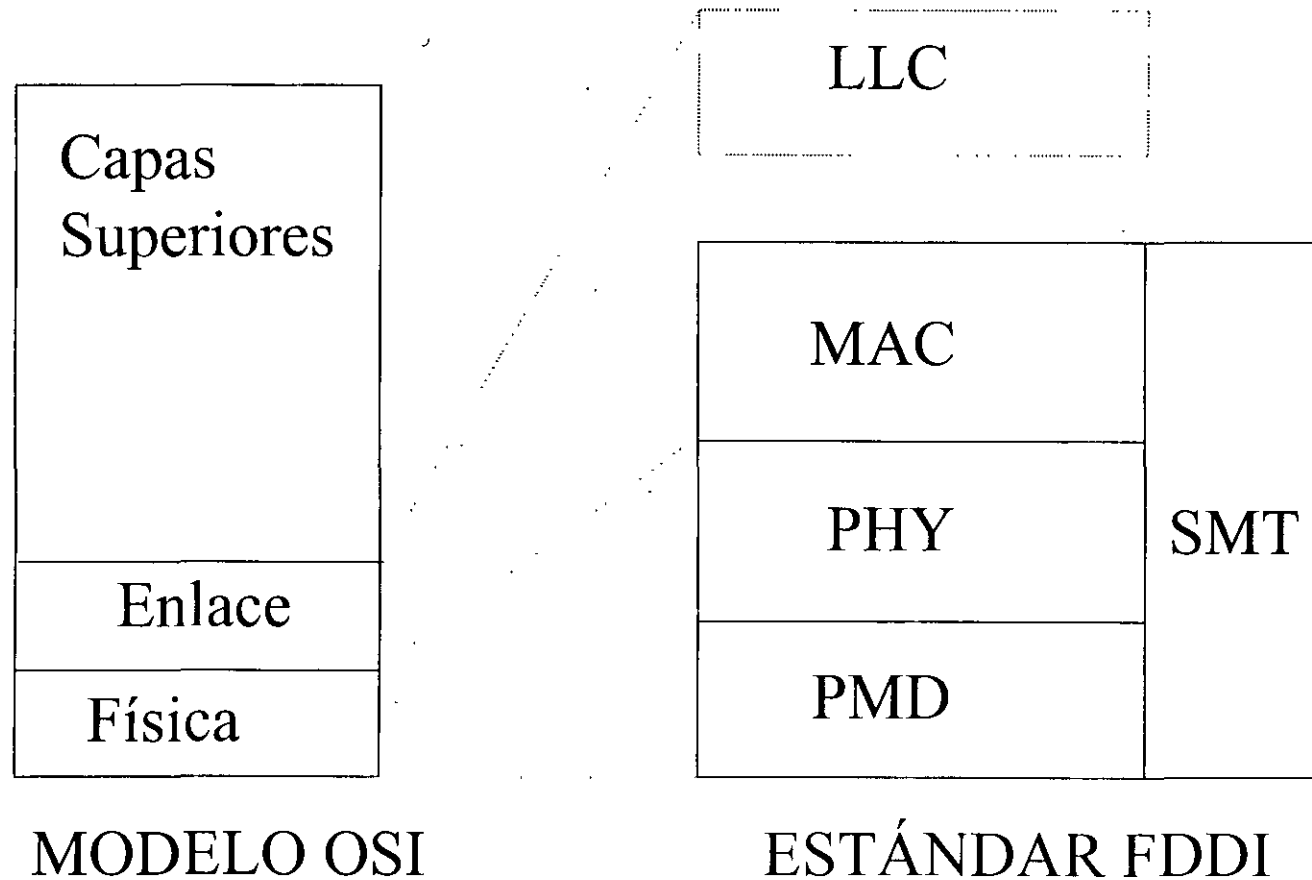 Capas
Superiores
Enlace
Física
MODELO OSI
LLC
MAC
PHY
PMD
SMT
ESTÁNDAR FDDI